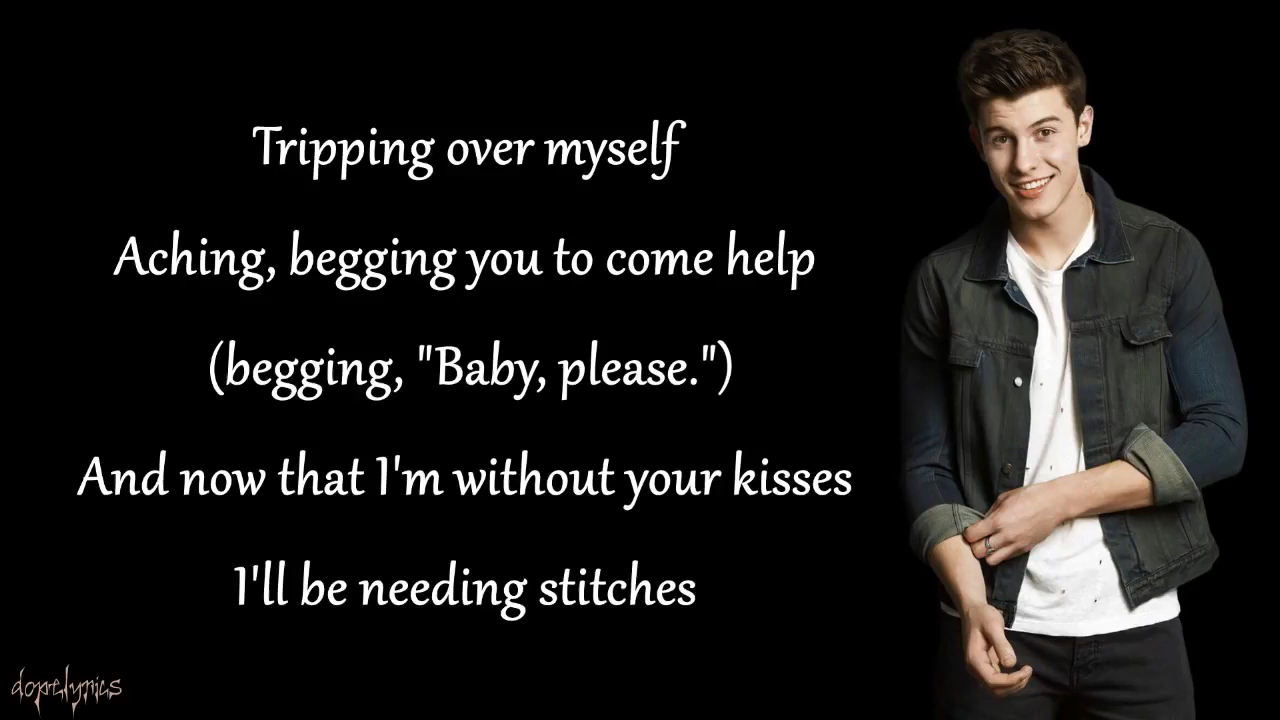 Tripping over myself
Aching, begging you to come help
(begging, "Baby, please.")
And now that I'm without your kisses
I'll be needing stitches
dopelyrics